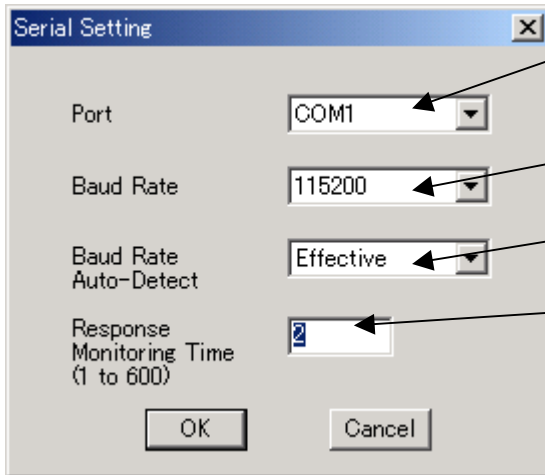 Serial Setting
Port
COM1
Baud Rate
115200
Baud Rate
Auto-Detect
Effective
Response
Monitoring Time
(1 to 600)
2
OK
Cancel